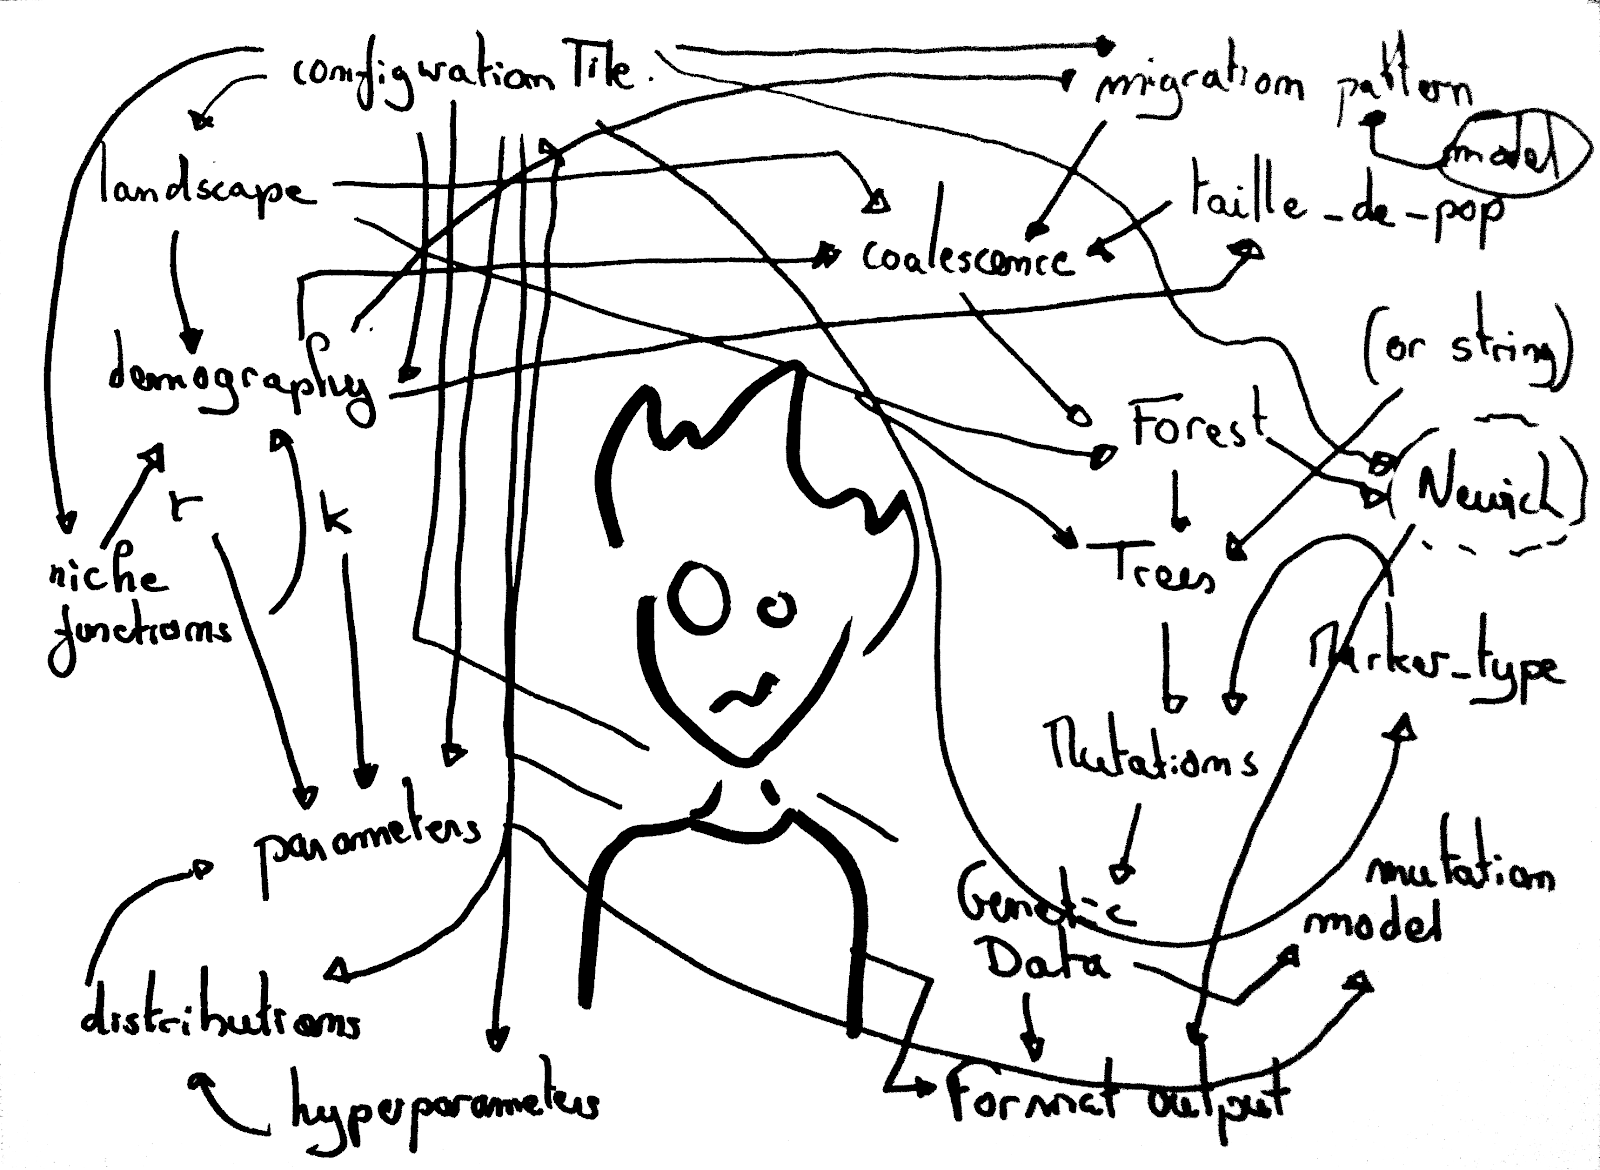 configuration file.
migration pattern
model
landscape
taille_de_pop
coalescence
(or string)
demography
Forest
(Newick)
r
k
Trees
niche
functions
Marker_type
Mutations
parameters
mutation
model
Genetic
Data
distributions
hyperparameters
Format output